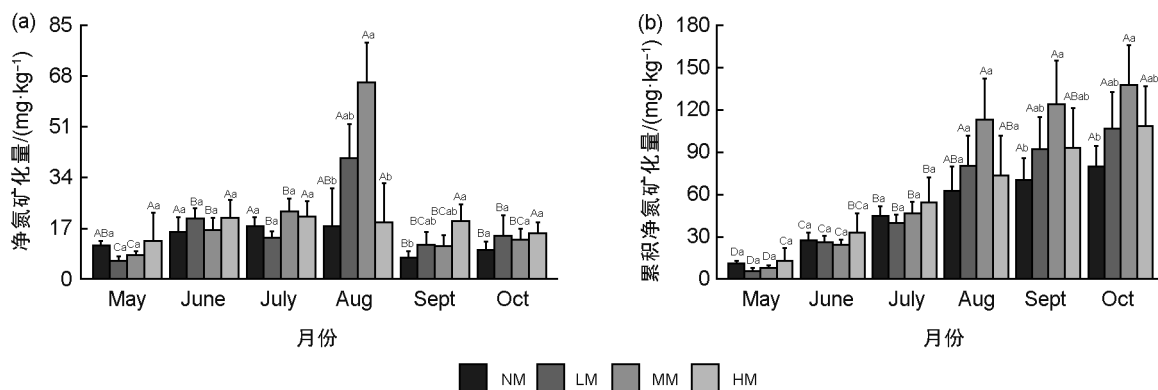 (a)
净氮矿化量/(mg·kg⁻¹)
85
68
51
34
17
0
ABa Ca Ca Aa
Aa Ba Ba Aa
Aa Ba Ba Aa
ABb Aab Aa Ab
Bb BCab BCab Aa
Ba Ba BCa Aa
May June July Aug Sept Oct
月份
(b)
累积净氮矿化量/(mg·kg⁻¹)
180
150
120
90
60
30
0
Da Da Da Ca
Ca Ca Ca BCa
Ba Ba Ba Ba
ABa Aa Aa ABa
Ab Aab Aa ABab
Ab Aab Aa Aab
May June July Aug Sept Oct
月份
NM LM MM HM